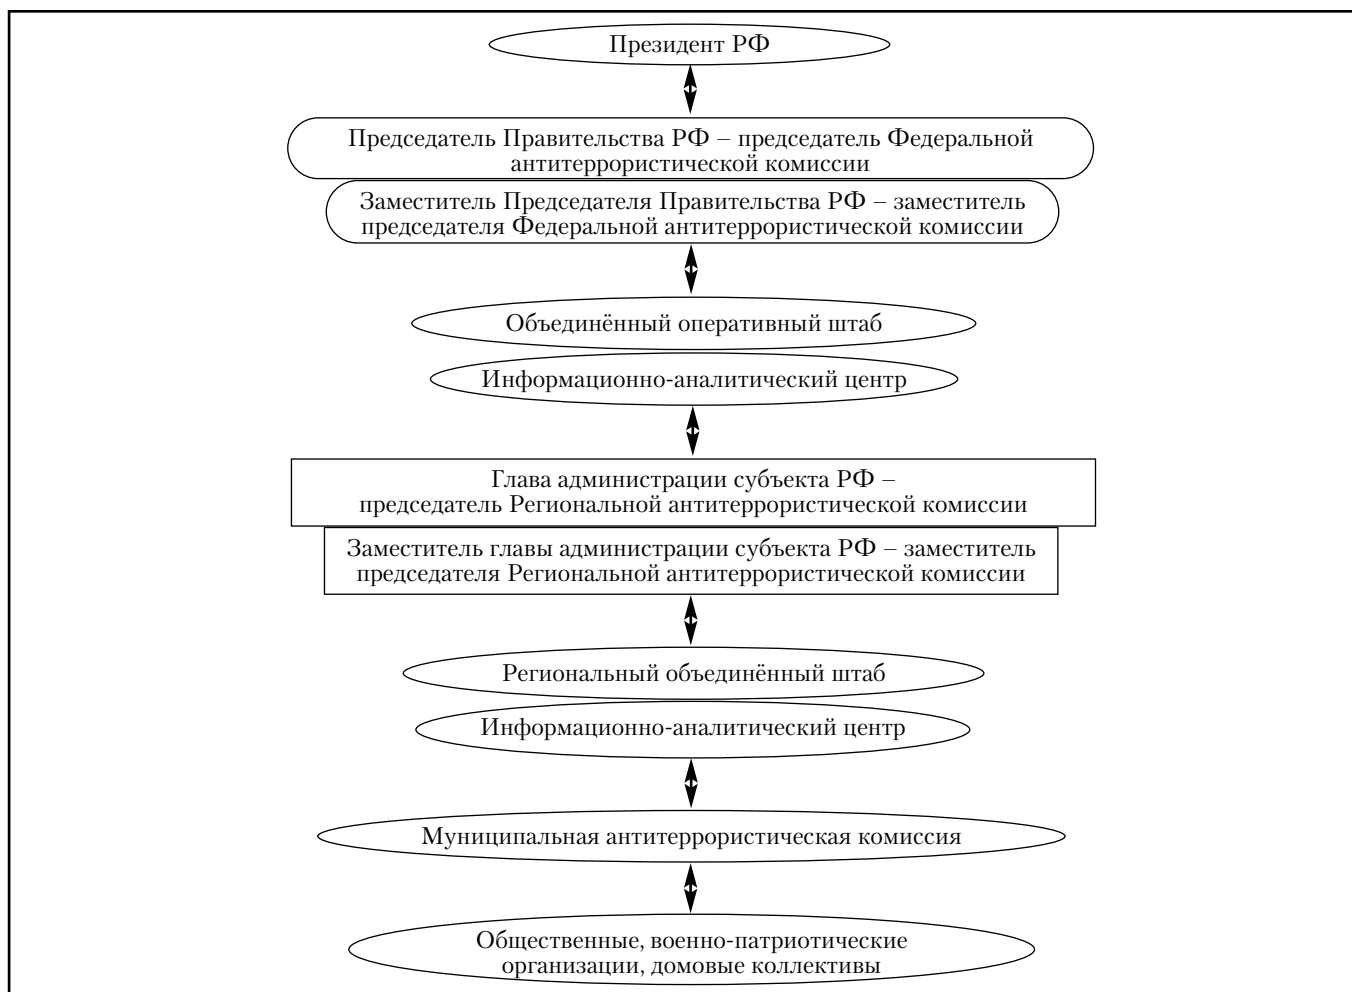 Президент РФ
Председатель Правительства РФ – председатель Федеральной
антитеррористической комиссии
Заместитель Председателя Правительства РФ – заместитель
председателя Федеральной антитеррористической комиссии
Объединённый оперативный штаб
Информационно-аналитический центр
Глава администрации субъекта РФ –
председатель Региональной антитеррористической комиссии
Заместитель главы администрации субъекта РФ – заместитель
председателя Региональной антитеррористической комиссии
Региональный объединённый штаб
Информационно-аналитический центр
Муниципальная антитеррористическая комиссия
Общественные, военно-патриотические
организации, домовые коллективы